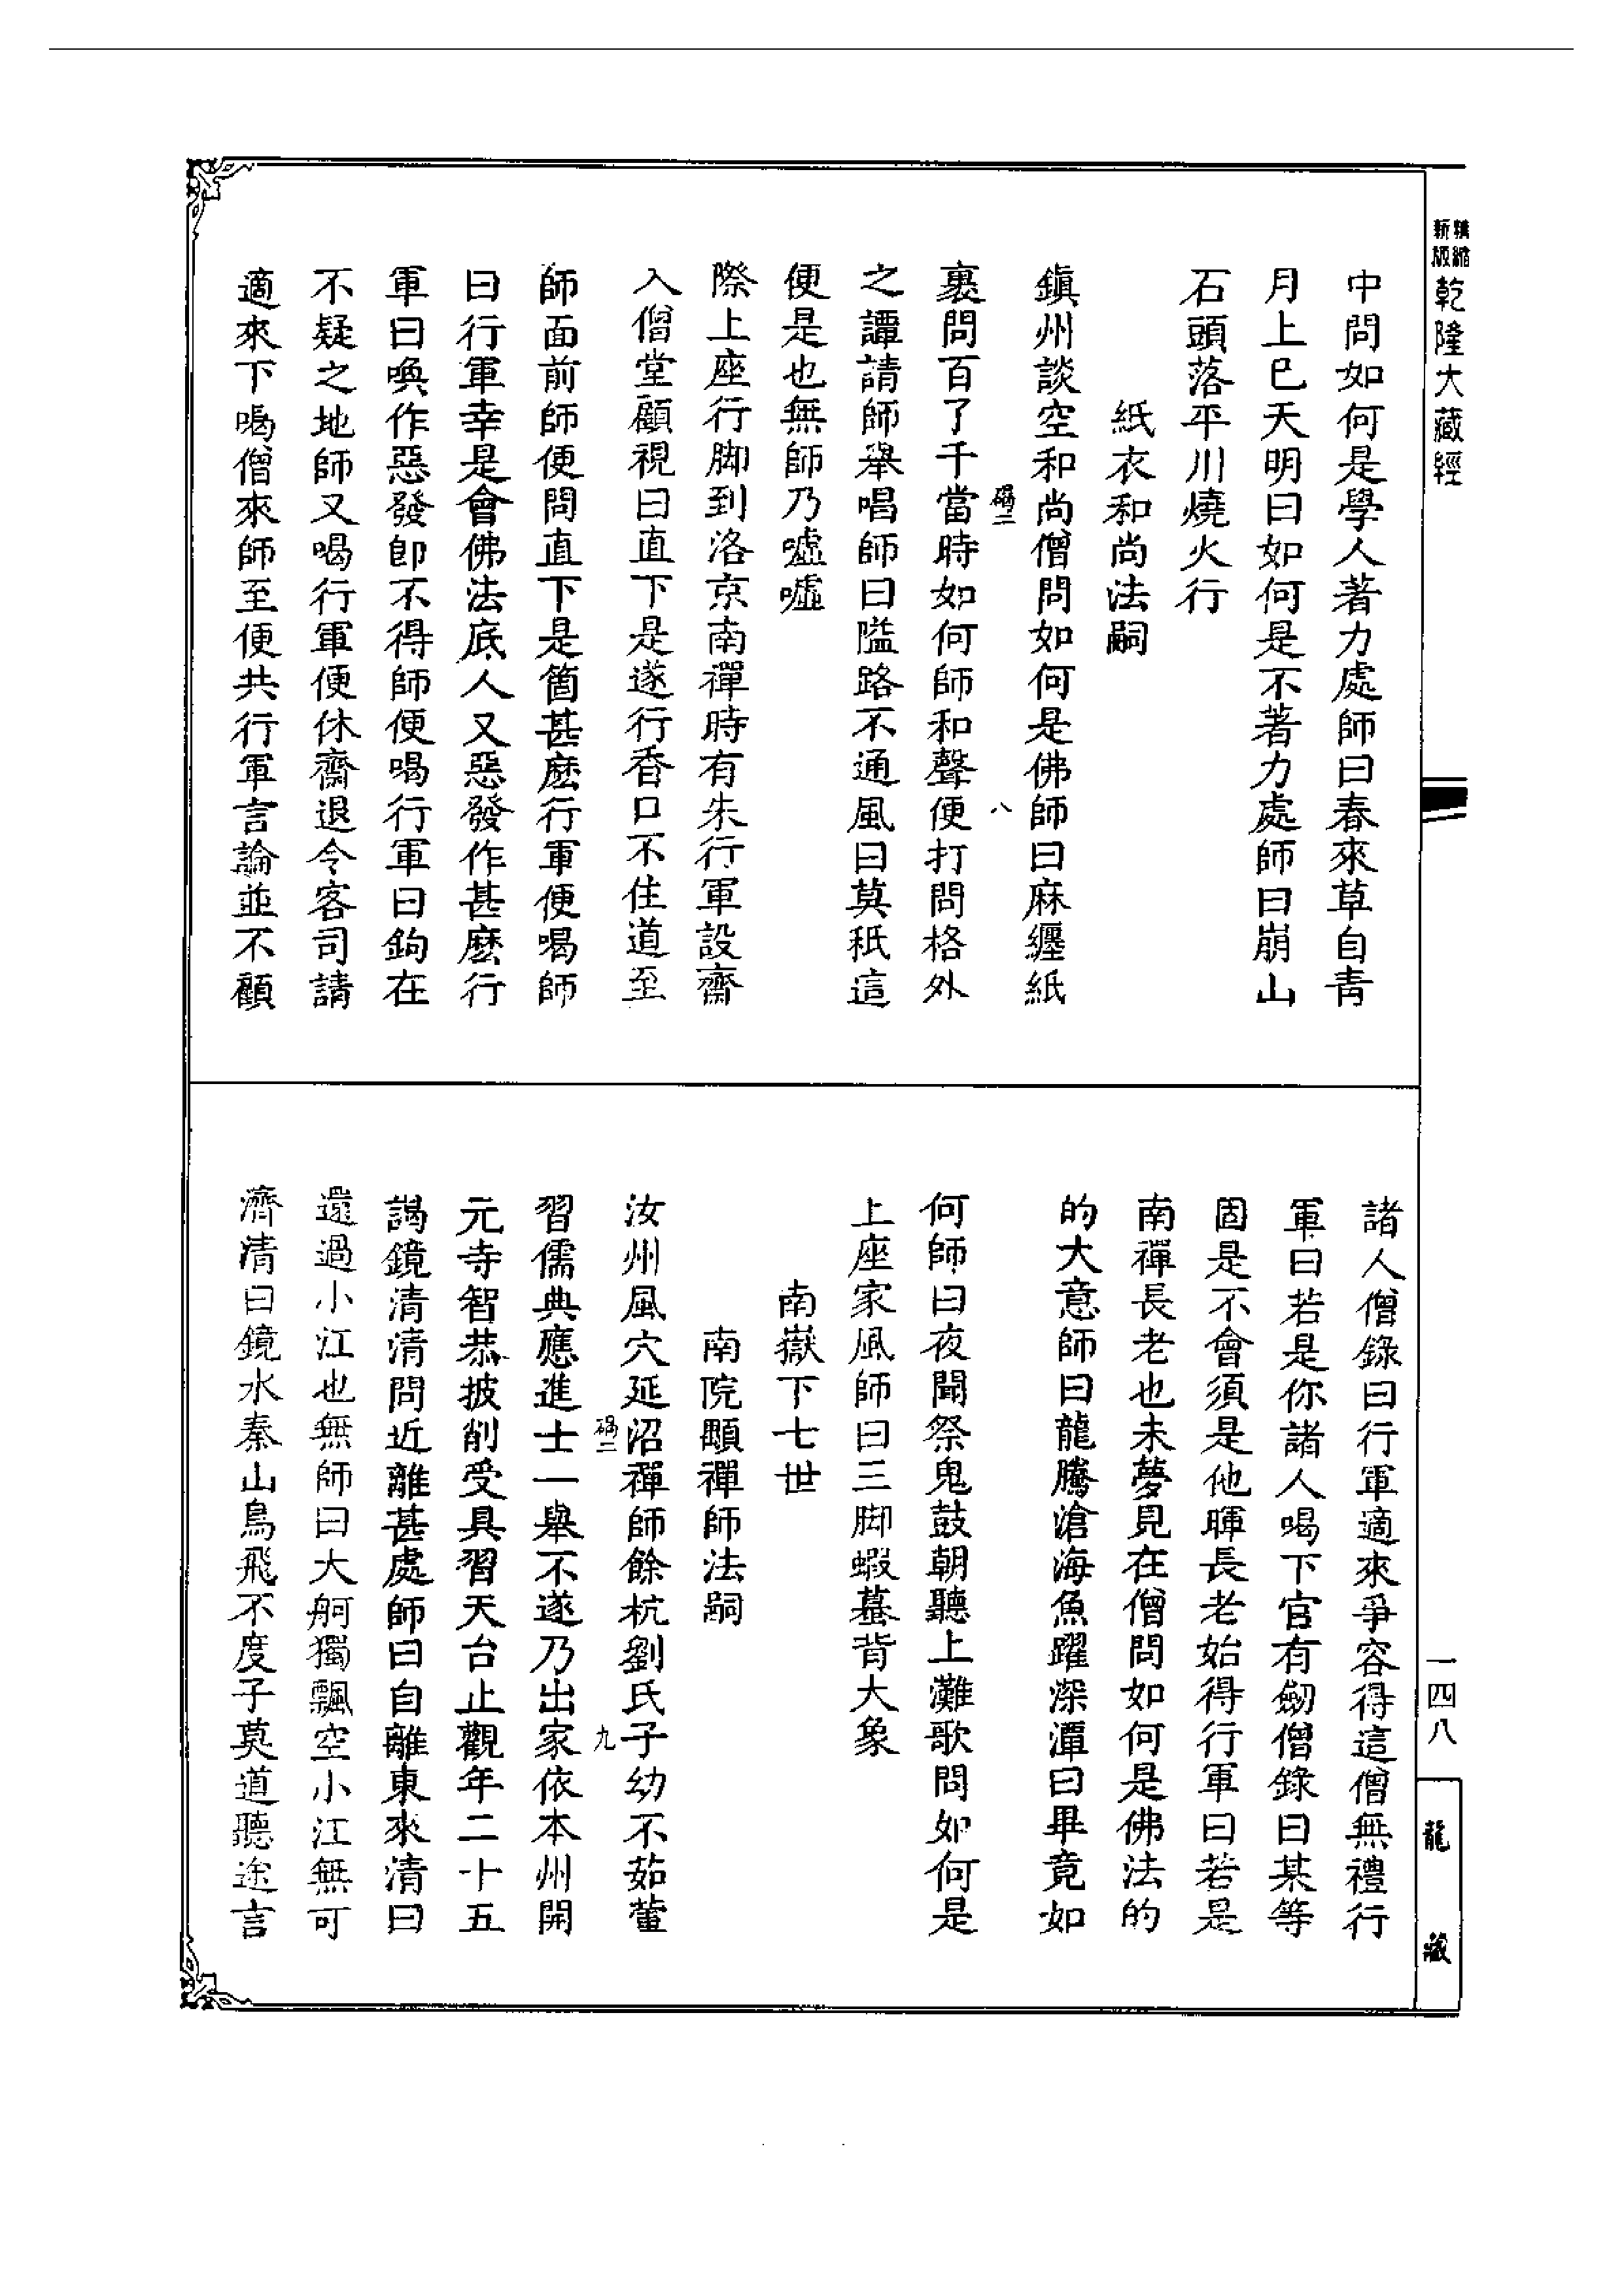 精縮
新版
乾隆大藏經
中問如何是學人著力處師曰春來草自青
月上巳天明曰如何是不著力處師曰崩山
石頭落平川燒火行
紙衣和尚法嗣
鎮州談空和尚僧問如何是佛師曰麻纏紙
碣二
八
裹問百了千當時如何師和聲便打問格外
之譚請師舉唱師曰隘路不通風曰莫秖這
便是也無師乃噓噓
際上座行脚到洛京南禪時有朱行軍設齋
入僧堂顧視曰直下是遂行香口不住道至
師面前師便問直下是箇甚麽行軍便喝師
曰行軍幸是會佛法底人又惡發作甚麽行
軍曰喚作惡發即不得師便喝行軍曰鉤在
不疑之地師又喝行軍便休齋退令客司請
適來下喝僧來師至便共行軍言論並不顧
諸人僧錄曰行軍適來爭容得這僧無禮行
軍曰若是你諸人喝下官有劒僧錄曰某等
固是不會須是他暉長老始得行軍曰若是
南禪長老也未夢見在僧問如何是佛法的
的大意師曰龍騰滄海魚躍深潭曰畢竟如
何師曰夜聞祭鬼鼓朝聽上灘歌問如何是
上座家風師曰三脚蝦蟇背大象
南嶽下七世
南院顒禪師法嗣
汝州風穴延沼禪師餘杭劉氏子幼不茹葷
碣二
九
習儒典應進士一舉不遂乃出家依本州開
元寺智恭披削受具習天台止觀年二十五
謁鏡清清問近離甚處師曰自離東來清曰
還過小江也無師曰大舸獨飄空小江無可
濟清曰鏡水秦山鳥飛不度子莫道聽途言
一四八
龍藏